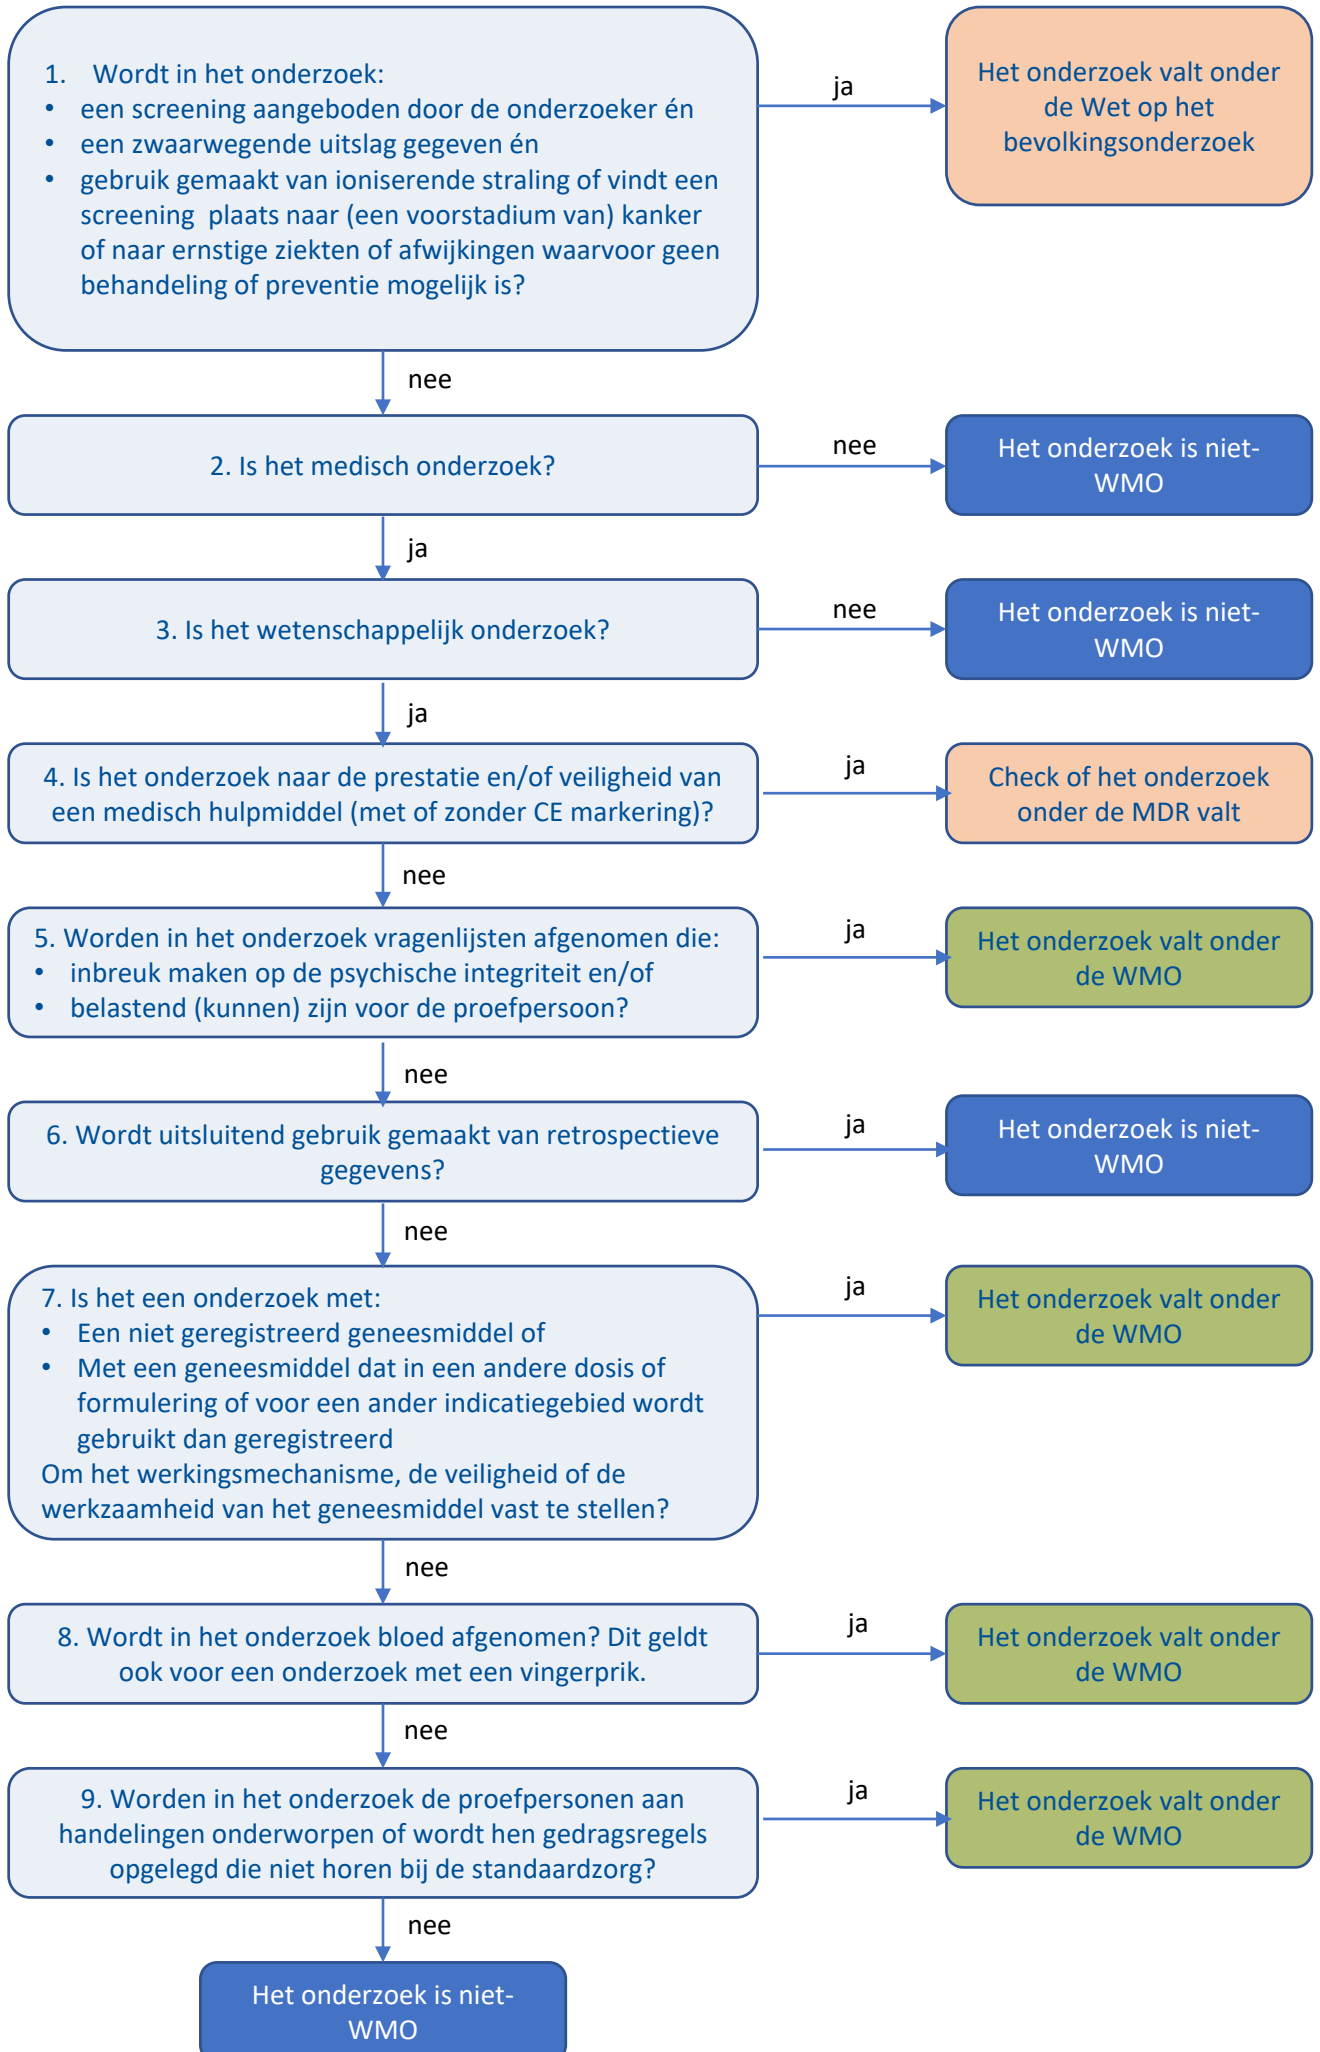 1. Wordt in het onderzoek:
• een screening aangeboden door de onderzoeker én
• een zwaarwegende uitslag gegeven én
• gebruik gemaakt van ioniserende straling of vindt een
screening plaats naar (een voorstadium van) kanker
of naar ernstige ziekten of afwijkingen waarvoor geen
behandeling of preventie mogelijk is?
ja
Het onderzoek valt onder
de Wet op het
bevolkingsonderzoek
nee
2. Is het medisch onderzoek?
nee
Het onderzoek is niet-
WMO
ja
3. Is het wetenschappelijk onderzoek?
nee
Het onderzoek is niet-
WMO
ja
4. Is het onderzoek naar de prestatie en/of veiligheid van
een medisch hulpmiddel (met of zonder CE markering)?
ja
Check of het onderzoek
onder de MDR valt
nee
5. Worden in het onderzoek vragenlijsten afgenomen die:
• inbreuk maken op de psychische integriteit en/of
• belastend (kunnen) zijn voor de proefpersoon?
ja
Het onderzoek valt onder
de WMO
nee
6. Wordt uitsluitend gebruik gemaakt van retrospectieve
gegevens?
ja
Het onderzoek is niet-
WMO
nee
7. Is het een onderzoek met:
• Een niet geregistreerd geneesmiddel of
• Met een geneesmiddel dat in een andere dosis of
formulering of voor een ander indicatiegebied wordt
gebruikt dan geregistreerd
Om het werkingsmechanisme, de veiligheid of de
werkzaamheid van het geneesmiddel vast te stellen?
ja
Het onderzoek valt onder
de WMO
nee
8. Wordt in het onderzoek bloed afgenomen? Dit geldt
ook voor een onderzoek met een vingerprik.
ja
Het onderzoek valt onder
de WMO
nee
9. Worden in het onderzoek de proefpersonen aan
handelingen onderworpen of wordt hen gedragsregels
opgelegd die niet horen bij de standaardzorg?
ja
Het onderzoek valt onder
de WMO
nee
Het onderzoek is niet-
WMO